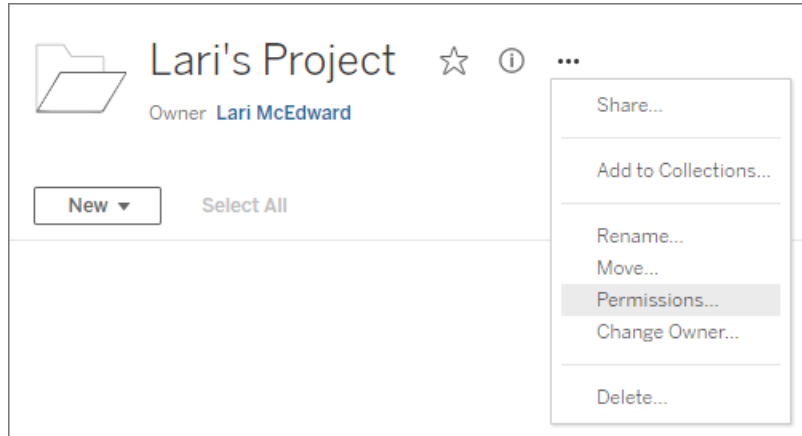 Lari's Project
Owner Lari McEdward
New
Select All
Share...
Add to Collections...
Rename...
Move...
Permissions...
Change Owner...
Delete...